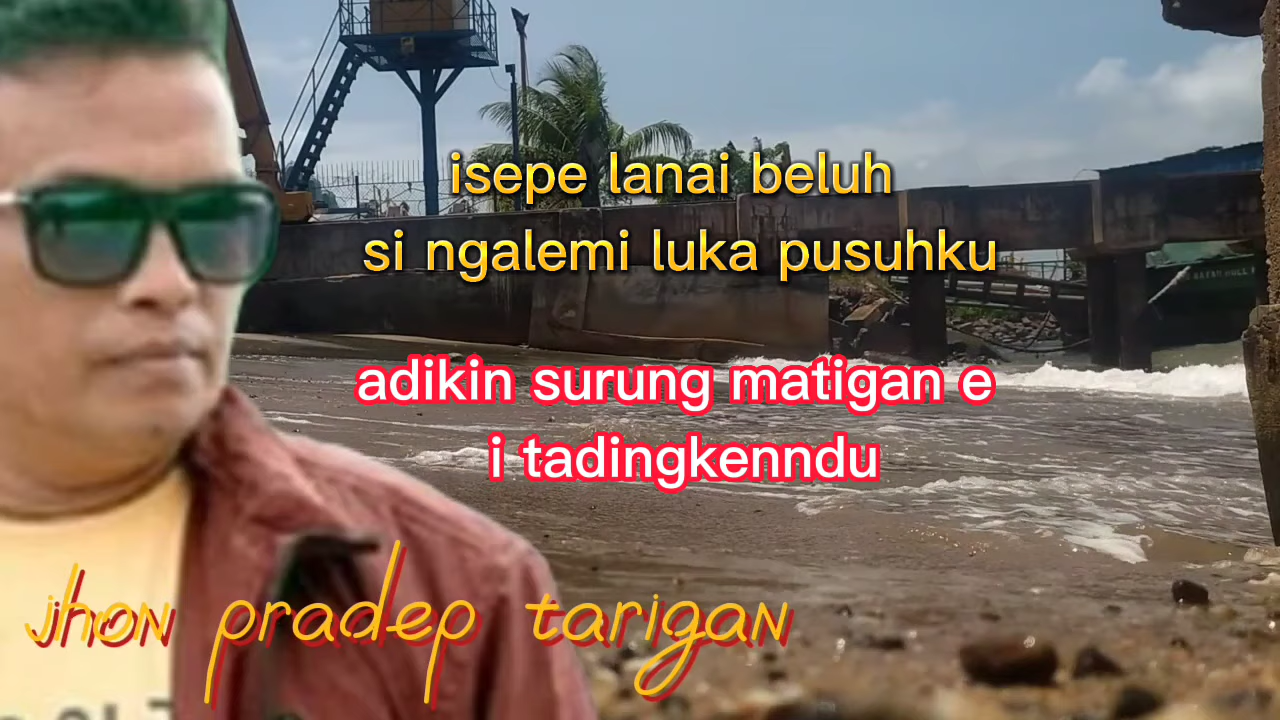 isepe lanai beluh
si ngalemi luka pusuhku
adikin surung matigan e
i tadingkenndu
jhon pradep tarigan